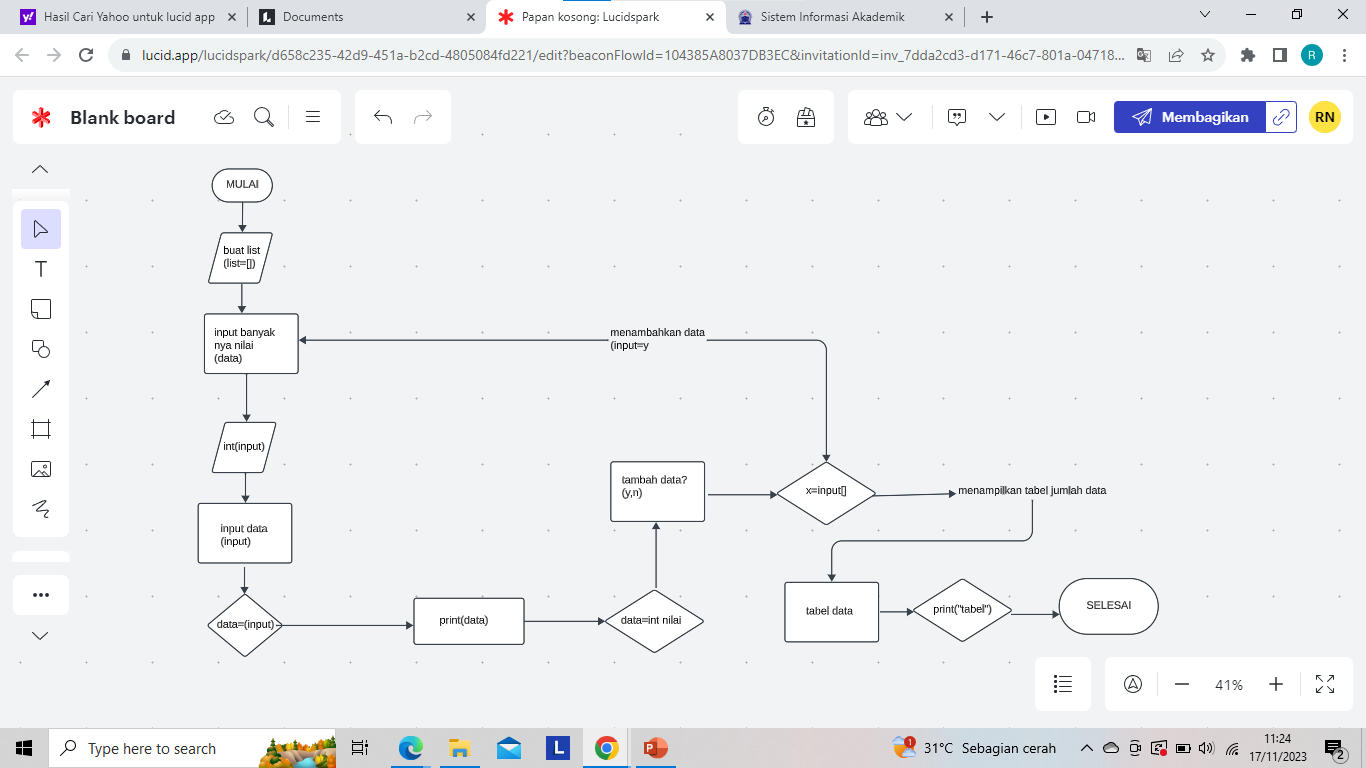 Hasil Cari Yahoo untuk lucid app
Documents
Papan kosong: Lucidspark
Sistem Informasi Akademik
lucid.app/lucidspark/d658c235-42d9-451a-b2cd-4805084fd221/edit?beaconFlowId=104385A8037DB3EC&invitationId=inv_7dda2cd3-d171-46c7-801a-04718...
R
Blank board
Membagikan
RN
T
MULAI
buat list
(list=[])
input banyak
nya nilai
(data)
menambahkan data
(input=y
int(input)
tambah data?
(y,n)
x=input[]
menampilkan tabel jumlah data
input data
(input)
data=(input)
print(data)
data=int nilai
tabel data
print("tabel")
SELESAI
41%
Type here to search
L
P
1
31°C Sebagian cerah
11:24
17/11/2023
2